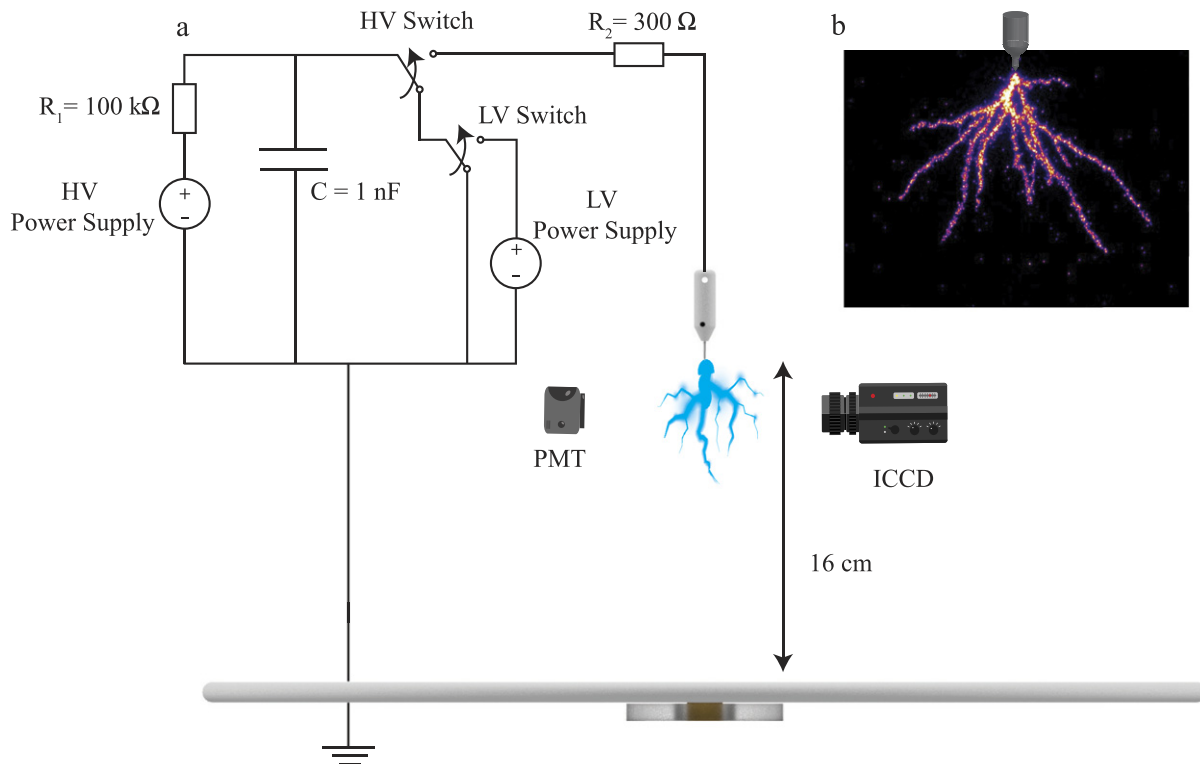 a
HV Switch
R₂= 300 Ω
b
R₁= 100 kΩ
LV Switch
HV
Power Supply
+
-
C = 1 nF
LV
Power Supply
+
-
PMT
ICCD
16 cm